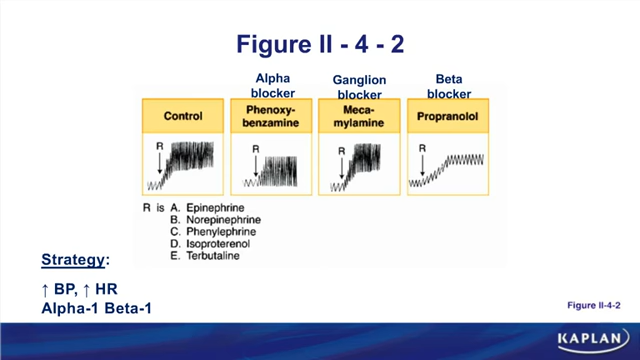 Figure II - 4 - 2
Alpha
blocker
Ganglion
blocker
Beta
blocker
Control
Phenoxy-
benzamine
Meca-
mylamine
Propranolol
R
R
R
R
R is A. Epinephrine
B. Norepinephrine
C. Phenylephrine
D. Isoproterenol
E. Terbutaline
Strategy:
↑ BP, ↑ HR
Alpha-1 Beta-1
Figure II-4-2
KAPLAN